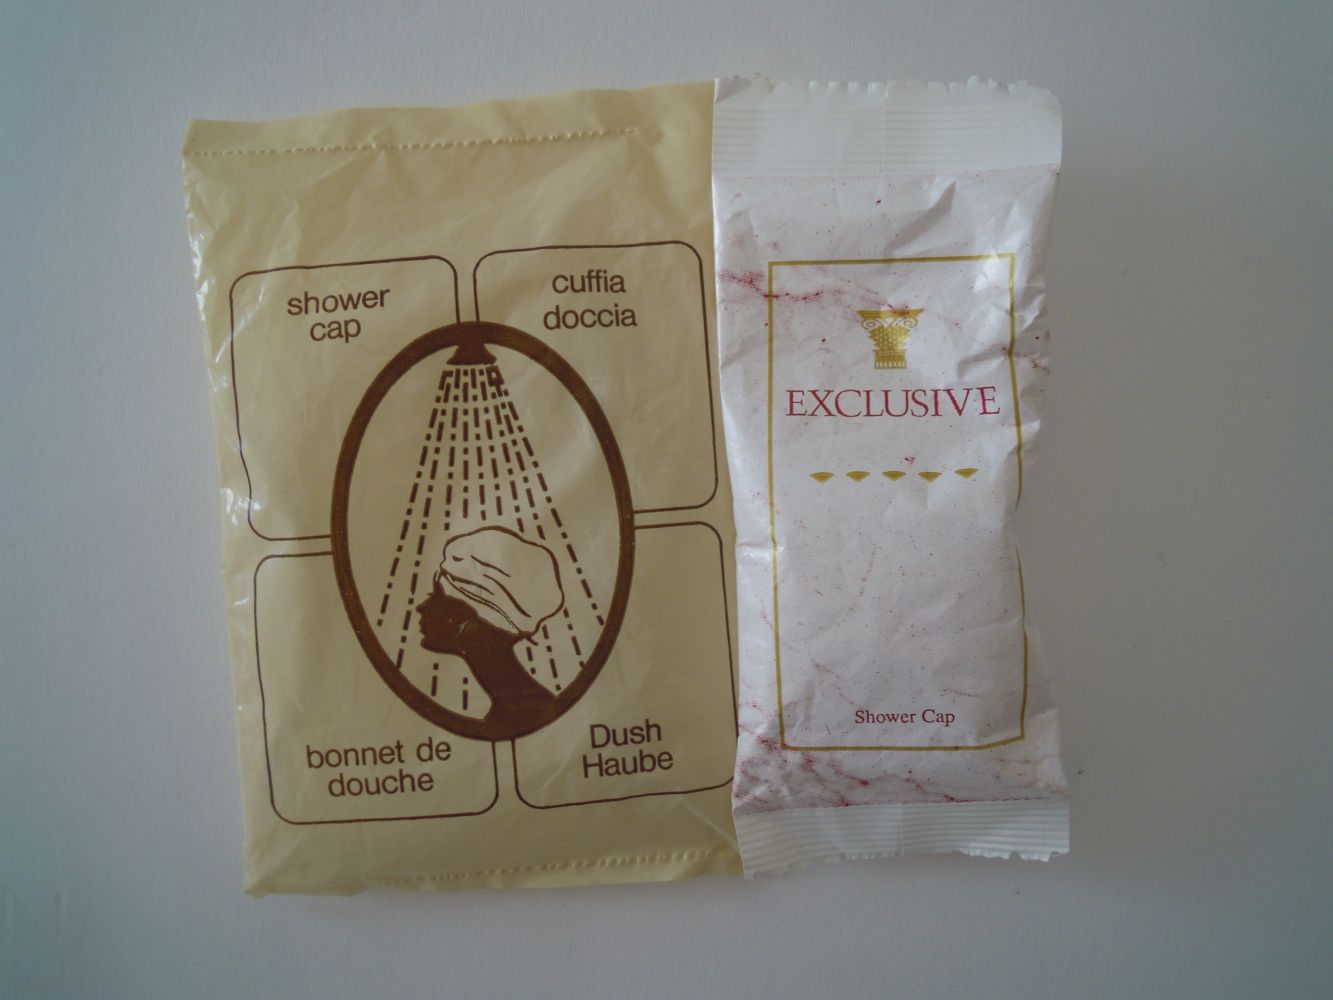 shower
cap
cuffia
doccia
bonnet de
douche
Dush
Haube
EXCLUSIVE
Shower Cap